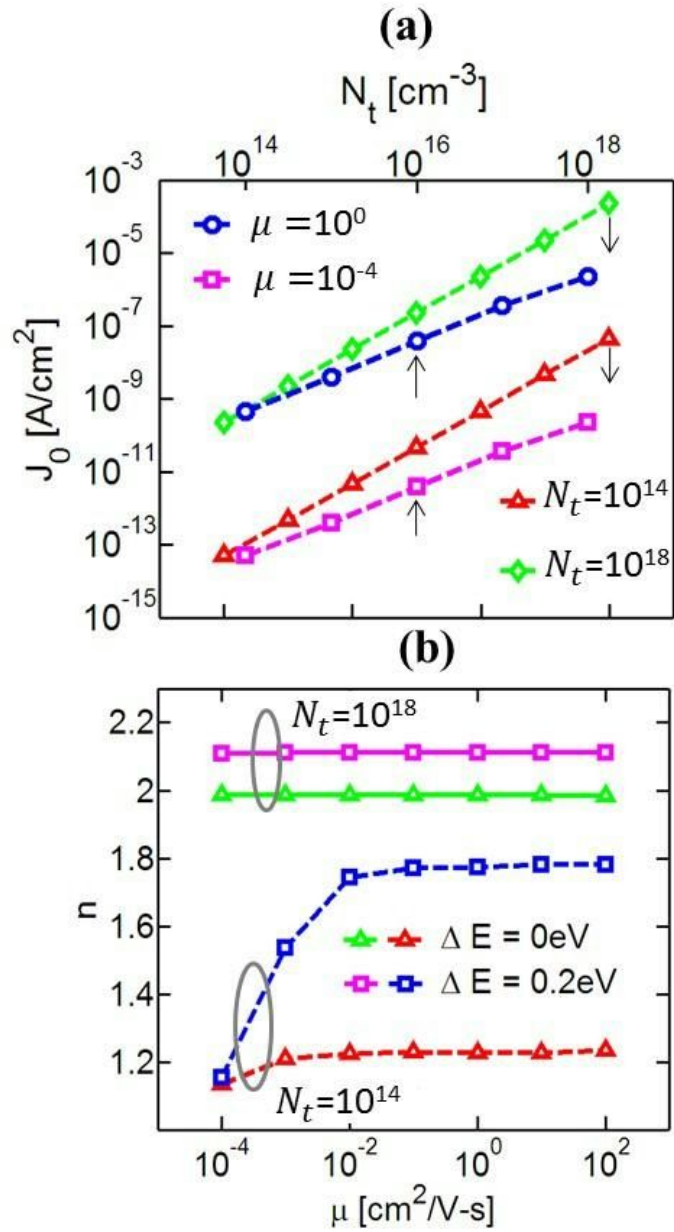 (a)
N_t [cm^-3]
10^14 10^16 10^18
10^-3
10^-5
10^-7
10^-9
10^-11
10^-13
10^-15
J_0 [A/cm^2]
μ =10^0
μ =10^-4
N_t=10^14
N_t=10^18
(b)
2.2
2
1.8
1.6
1.4
1.2
n
N_t=10^18
Δ E = 0eV
Δ E = 0.2eV
N_t=10^14
10^-4 10^-2 10^0 10^2
μ [cm^2/V-s]